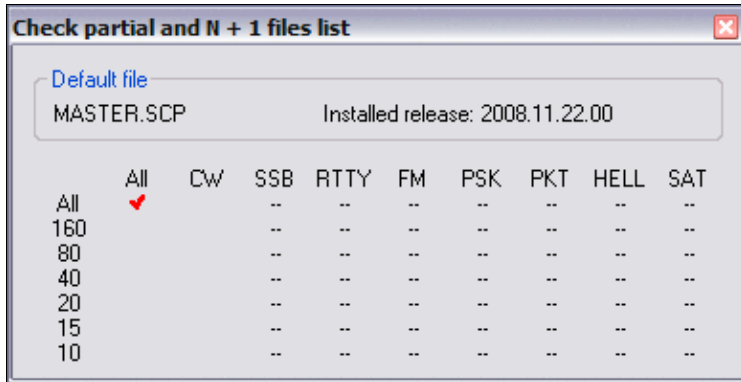 Check partial and N + 1 files list
Default file
MASTER.SCP Installed release: 2008.11.22.00
All CW SSB RTTY FM PSK PKT HELL SAT
All -- -- -- -- -- -- --
160 -- -- -- -- -- -- --
80 -- -- -- -- -- -- --
40 -- -- -- -- -- -- --
20 -- -- -- -- -- -- --
15 -- -- -- -- -- -- --
10 -- -- -- -- -- -- --